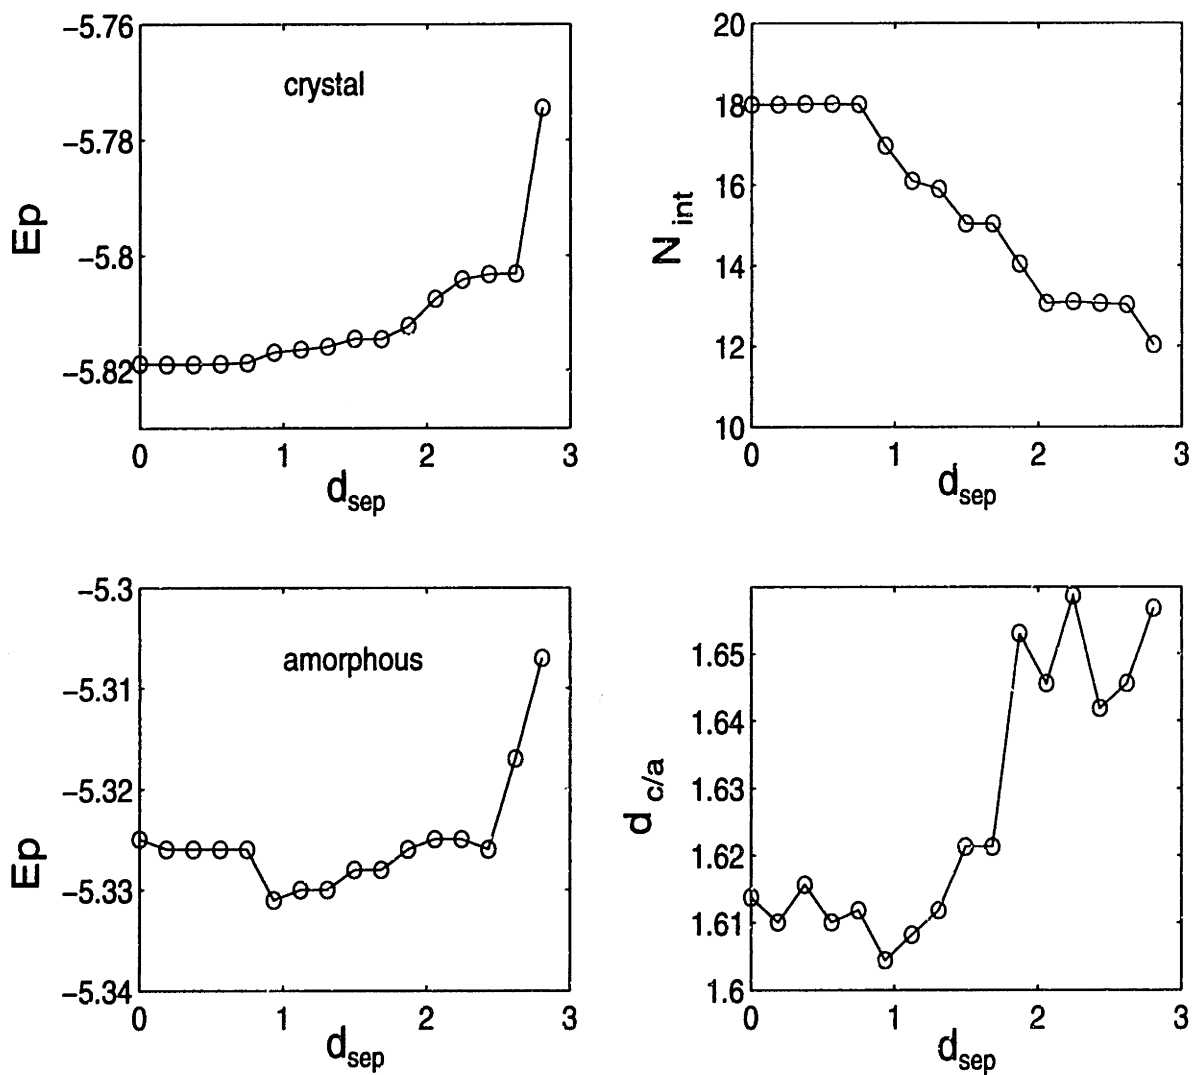 −5.76
−5.78
−5.8
−5.82
Ep
crystal
0 1 2 3
d_sep
20
18
16
14
12
10
N_int
0 1 2 3
d_sep
−5.3
−5.31
−5.32
−5.33
−5.34
Ep
amorphous
0 1 2 3
d_sep
1.65
1.64
1.63
1.62
1.61
1.6
d_c/a
0 1 2 3
d_sep